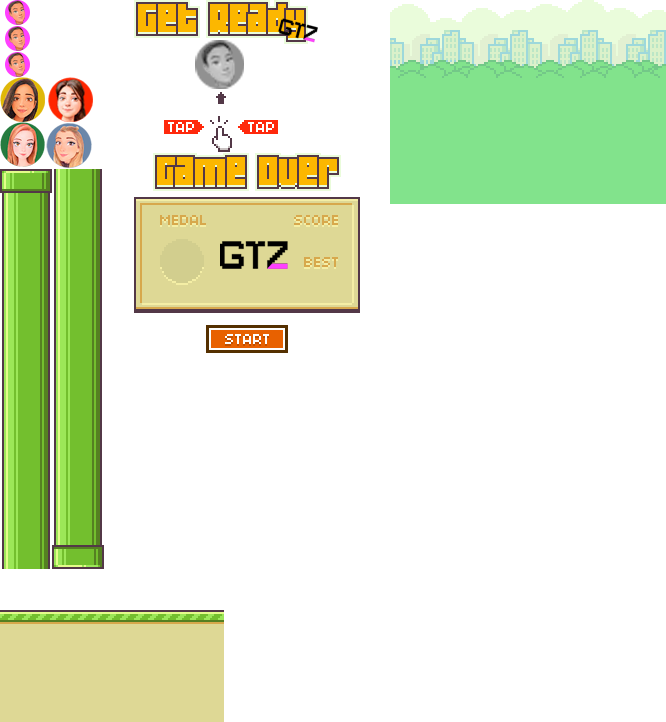 Get Ready
GTZ
TAP TAP
Game Over
MEDAL SCORE
GTZ
BEST
START